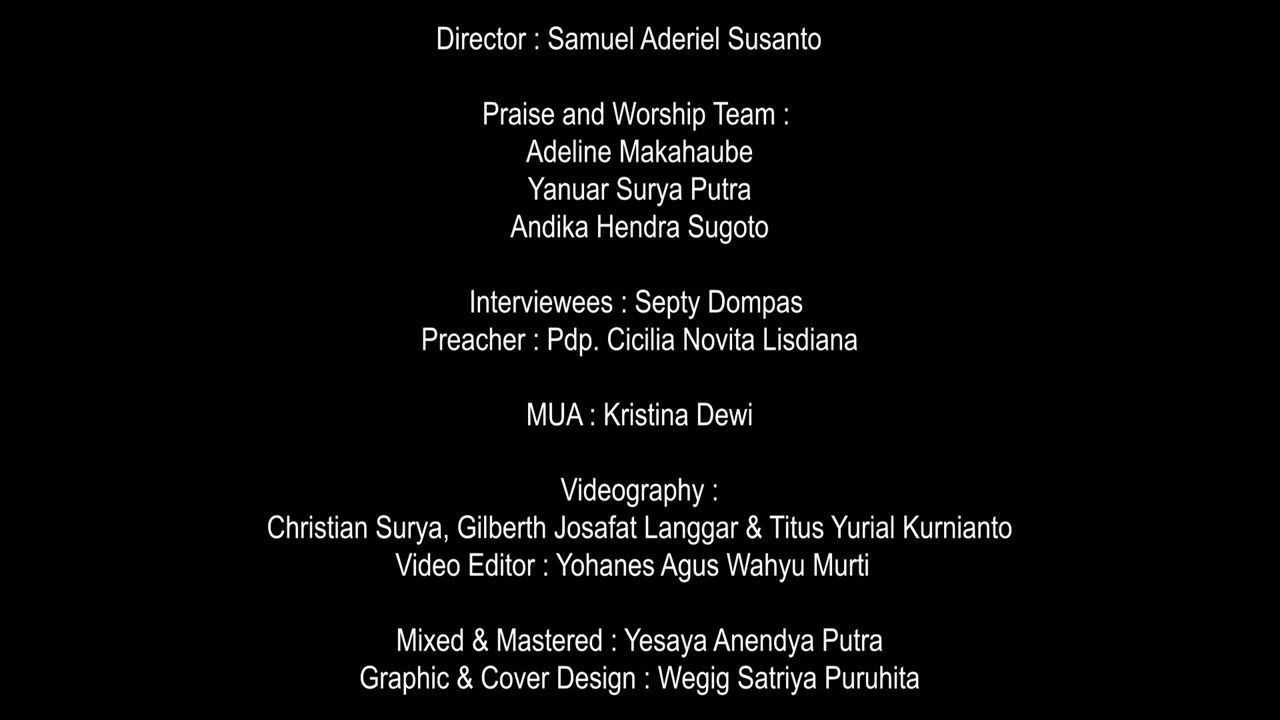 Director : Samuel Aderiel Susanto
Praise and Worship Team :
Adeline Makahaube
Yanuar Surya Putra
Andika Hendra Sugoto
Interviewees : Septy Dompas
Preacher : Pdp. Cicilia Novita Lisdiana
MUA : Kristina Dewi
Videography :
Christian Surya, Gilberth Josafat Langgar & Titus Yurial Kurnianto
Video Editor : Yohanes Agus Wahyu Murti
Mixed & Mastered : Yesaya Anendya Putra
Graphic & Cover Design : Wegig Satriya Puruhita